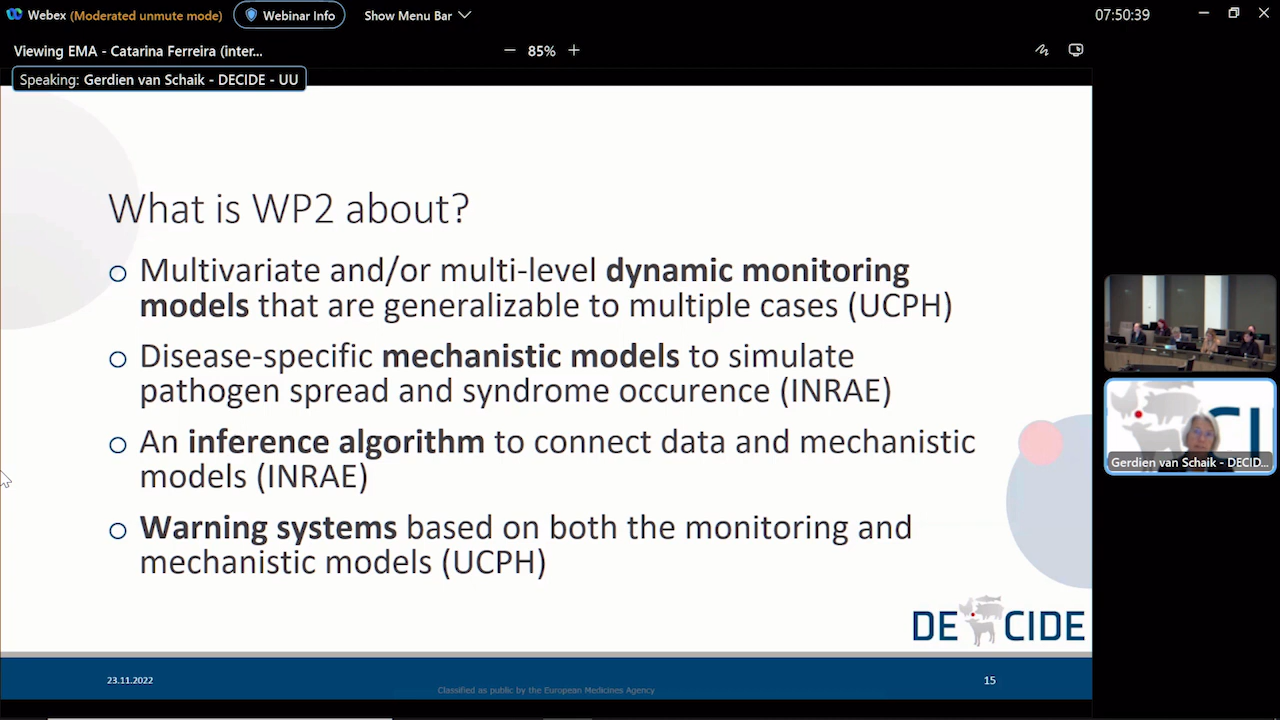 Webex (Moderated unmute mode) Webinar Info Show Menu Bar 07:50:39
Viewing EMA - Catarina Ferreira (inter... 85%
Speaking: Gerdien van Schaik - DECIDE - UU
What is WP2 about?
Multivariate and/or multi-level dynamic monitoring
models that are generalizable to multiple cases (UCPH)
Disease-specific mechanistic models to simulate
pathogen spread and syndrome occurence (INRAE)
An inference algorithm to connect data and mechanistic
models (INRAE)
Warning systems based on both the monitoring and
mechanistic models (UCPH)
DECIDE
23.11.2022
Classified as public by the European Medicines Agency
15
CI
Gerdien van Schaik - DECID...